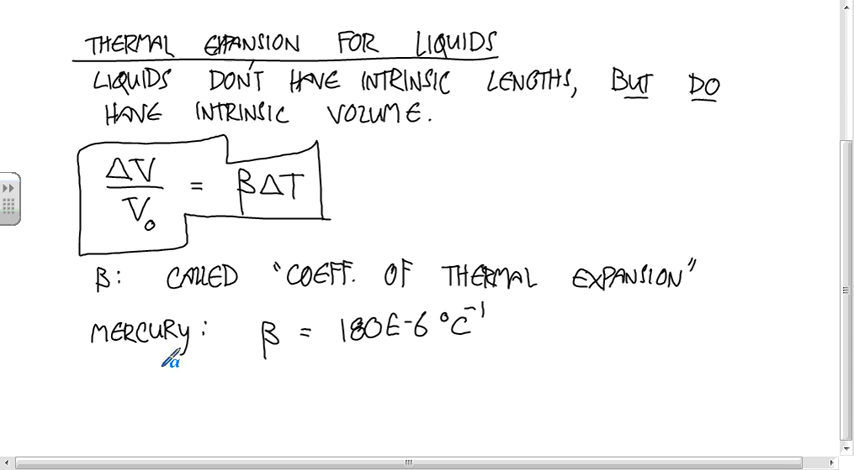 THERMAL EXPANSION FOR LIQUIDS
LIQUIDS DON'T HAVE INTRINSIC LENGTHS, BUT DO
HAVE INTRINSIC VOLUME.
ΔV/V₀ = βΔT
β: CALLED "COEFF. OF THERMAL EXPANSION"
MERCURY: β = 180E-6 °C⁻¹